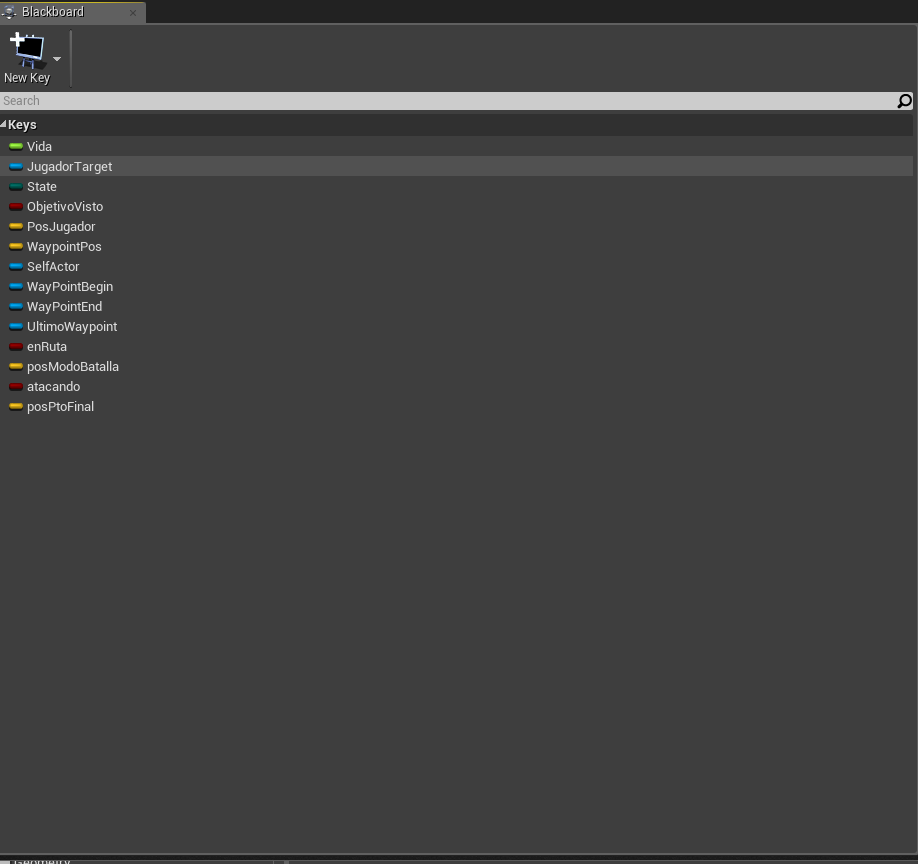 Blackboard
New Key
Search
Keys
Vida
JugadorTarget
State
ObjetivoVisto
PosJugador
WaypointPos
SelfActor
WayPointBegin
WayPointEnd
UltimoWaypoint
enRuta
posModoBatalla
atacando
posPtoFinal
Geometry